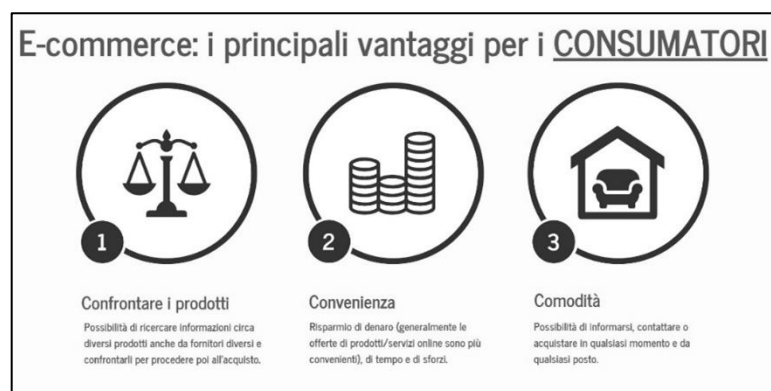 E-commerce: i principali vantaggi per i CONSUMATORI
1
2
3
Confrontare i prodotti
Possibilità di ricercare informazioni circa
diversi prodotti anche da fornitori diversi e
confrontarli per procedere poi all'acquisto.
Convenienza
Risparmio di denaro (generalmente le
offerte di prodotti/servizi online sono più
convenienti), di tempo e di sforzi.
Comodità
Possibilità di informarsi, contattare o
acquistare in qualsiasi momento e da
qualsiasi posto.